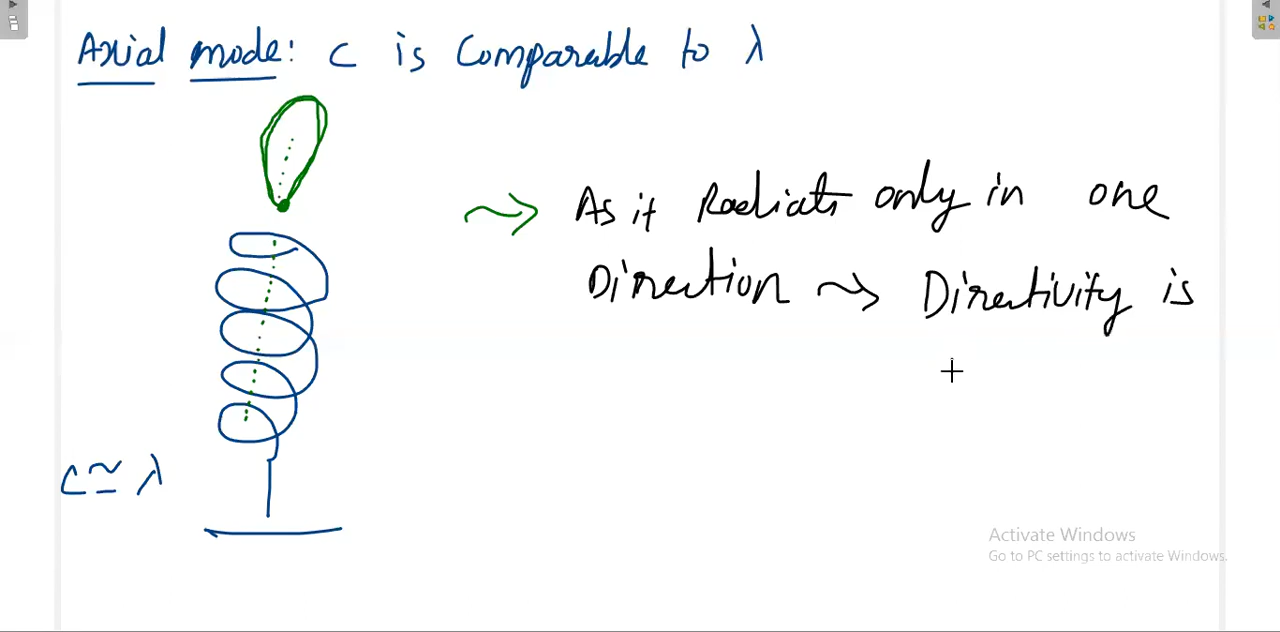 Axial mode: C is Comparable to λ
As it Radiats only in one
Direction ⤳ Directivity is
C ≃ λ
Activate Windows
Go to PC settings to activate Windows.